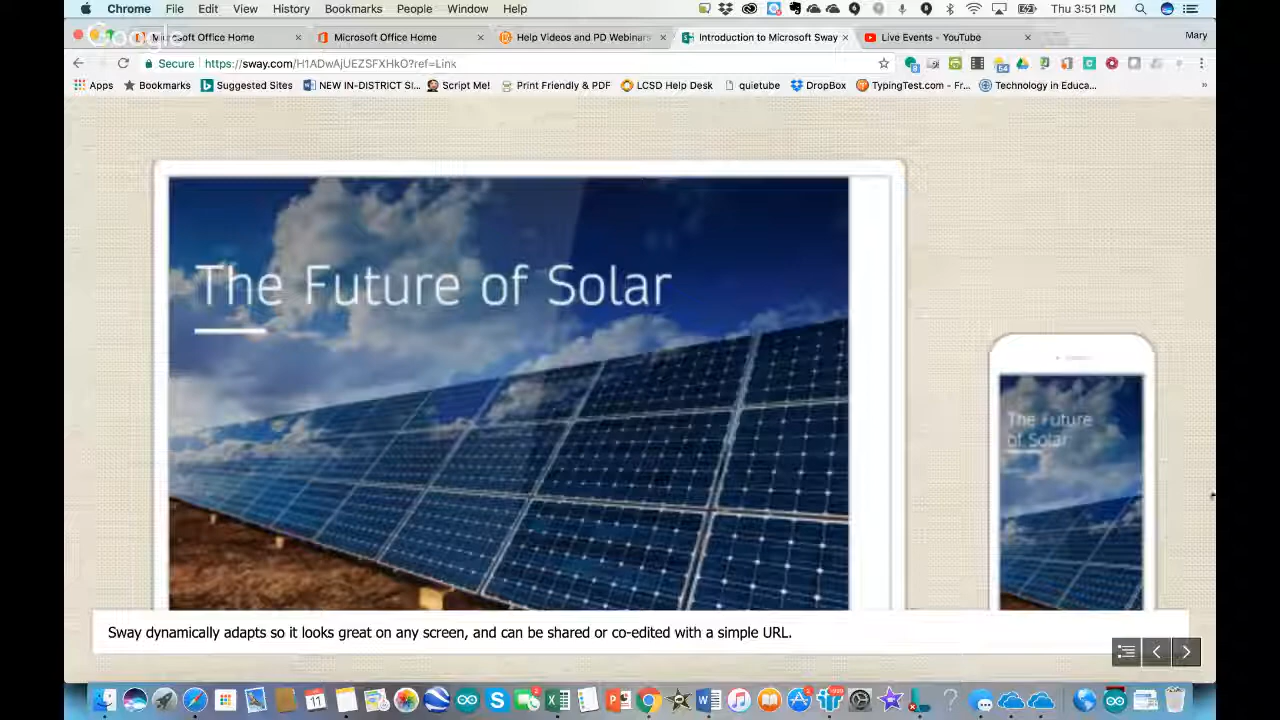 Chrome File Edit View History Bookmarks People Window Help Thu 3:51 PM
Google
Microsoft Office Home
Microsoft Office Home
Help Videos and PD Webinars
Introduction to Microsoft Sway
Live Events - YouTube
Mary
Secure https://sway.com/H1ADwAjUEZSFXHkO?ref=Link
Apps Bookmarks Suggested Sites NEW IN-DISTRICT SI... Script Me! Print Friendly & PDF LCSD Help Desk quietube DropBox TypingTest.com - Fr... Technology in Educa...
The Future of Solar
The Future
of Solar
Sway dynamically adapts so it looks great on any screen, and can be shared or co-edited with a simple URL.